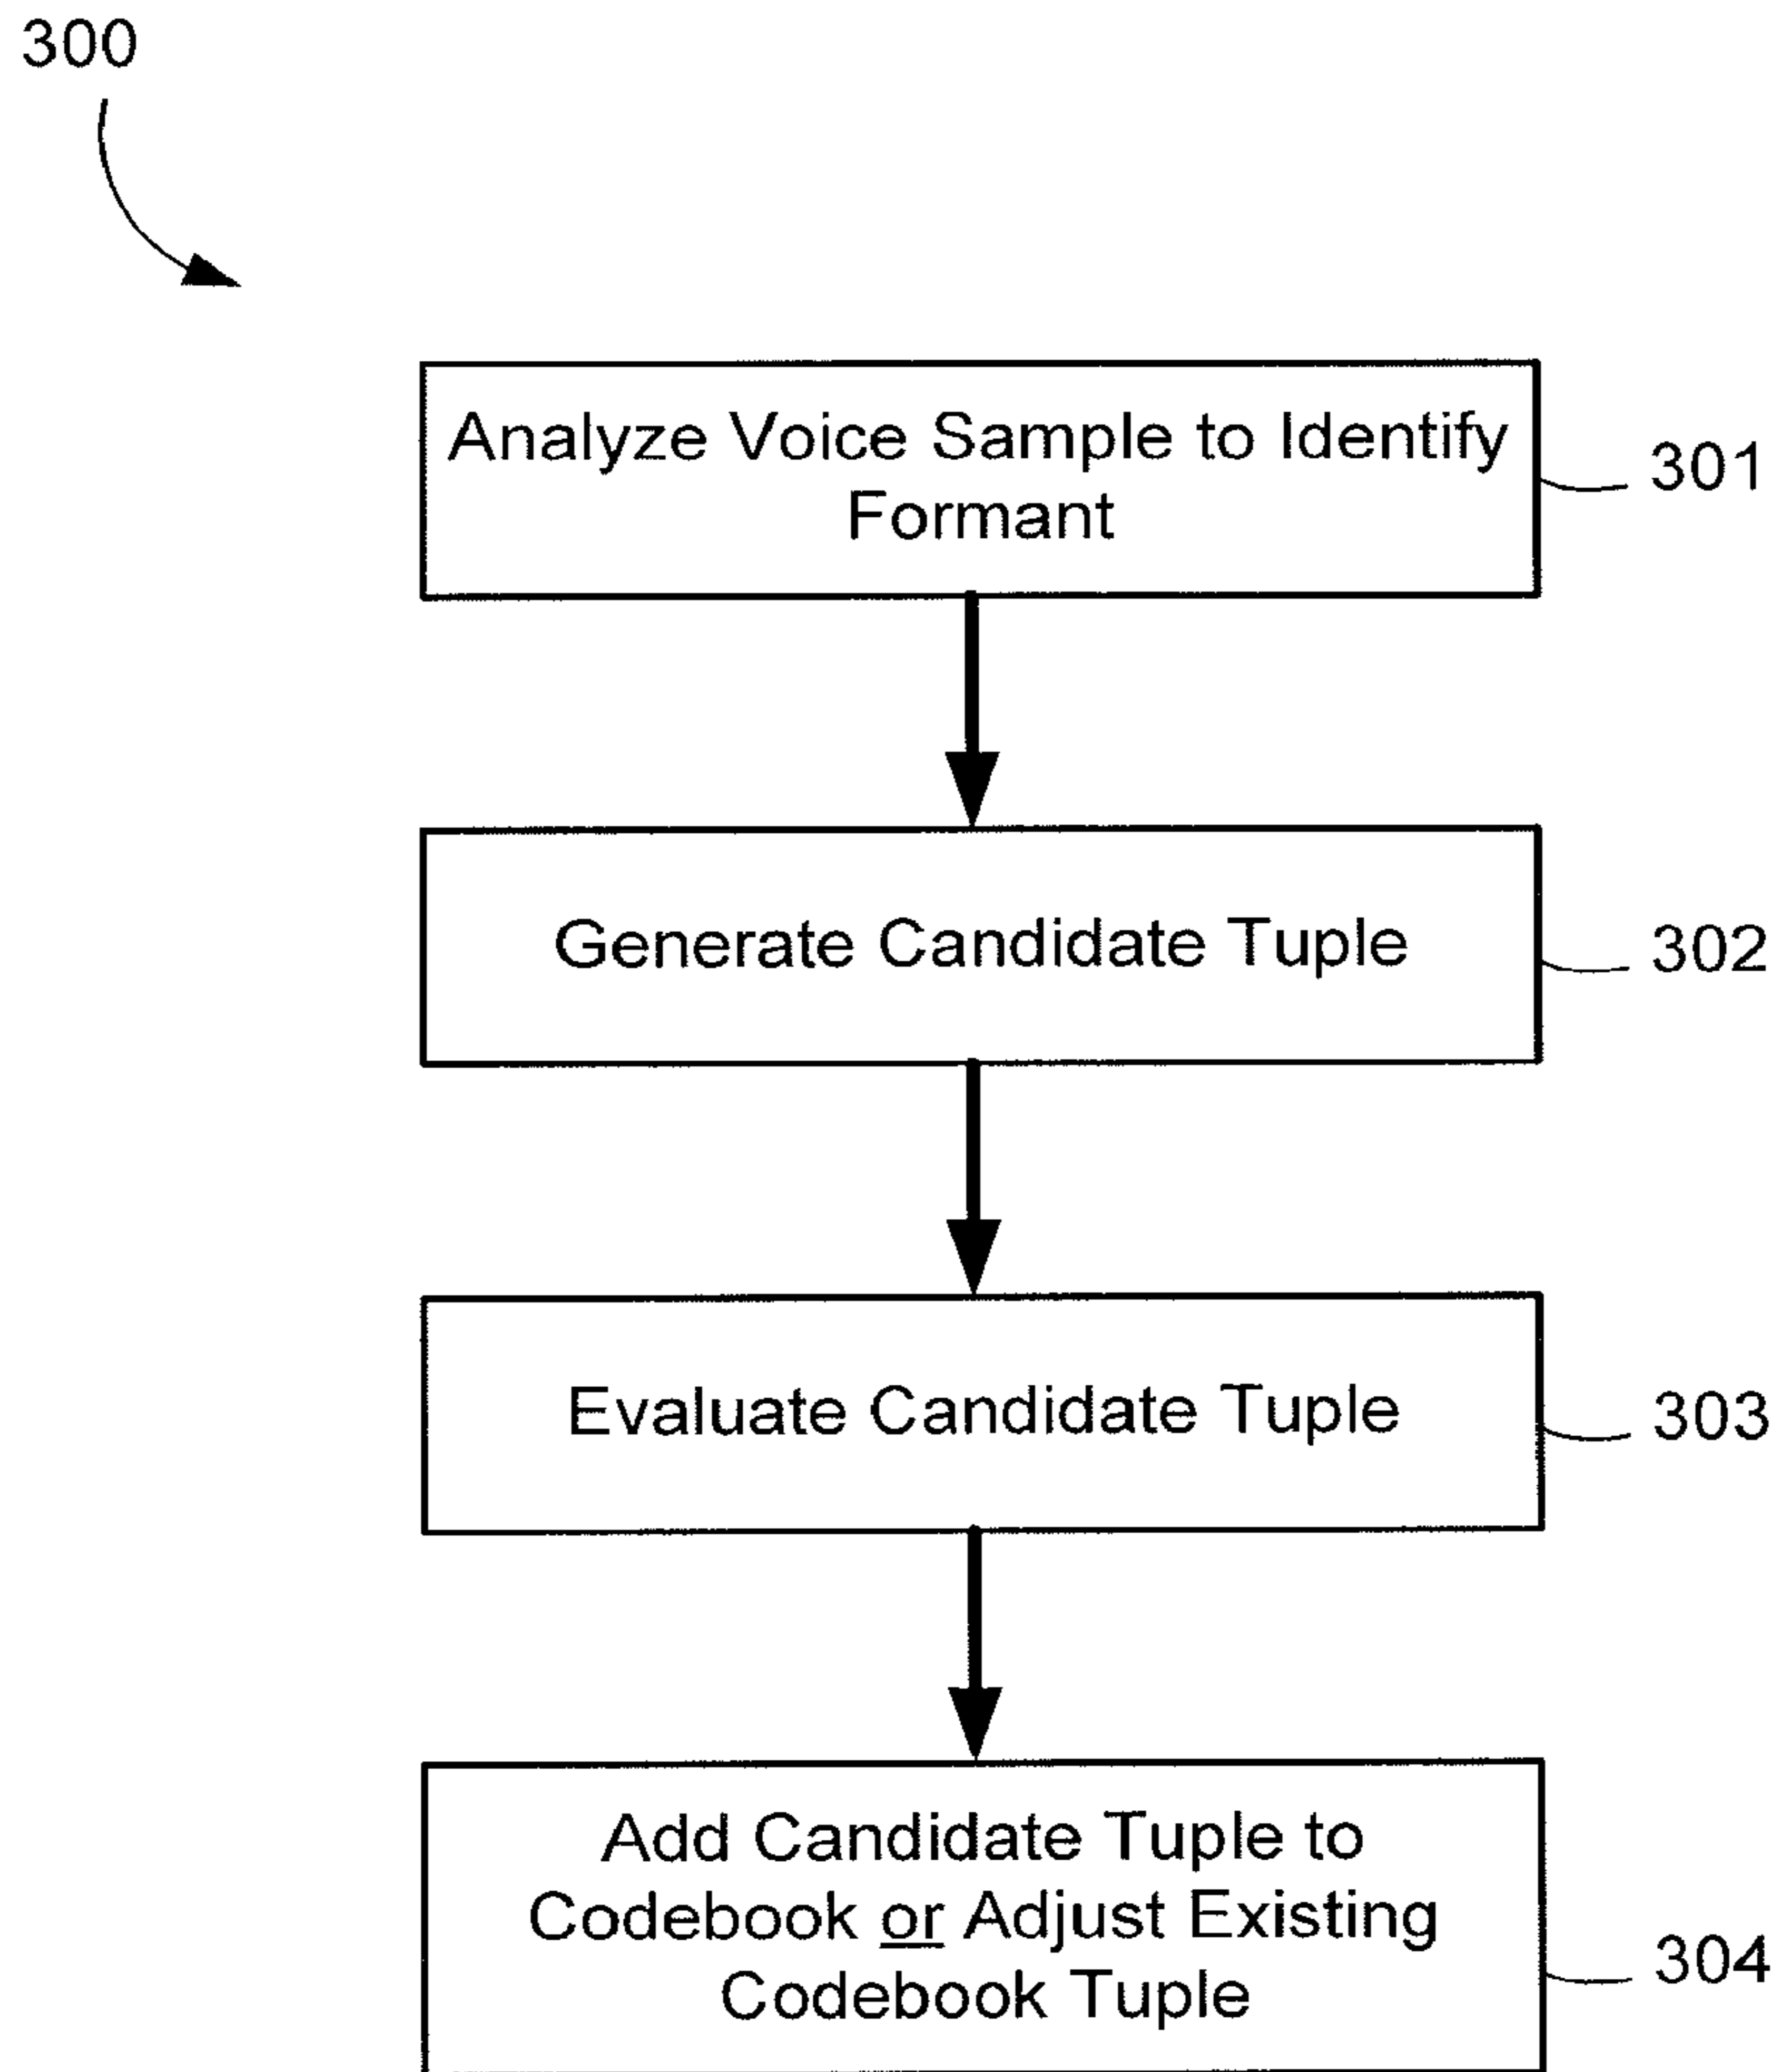 300
Analyze Voice Sample to Identify
Formant
301
Generate Candidate Tuple
302
Evaluate Candidate Tuple
303
Add Candidate Tuple to
Codebook or Adjust Existing
Codebook Tuple
304